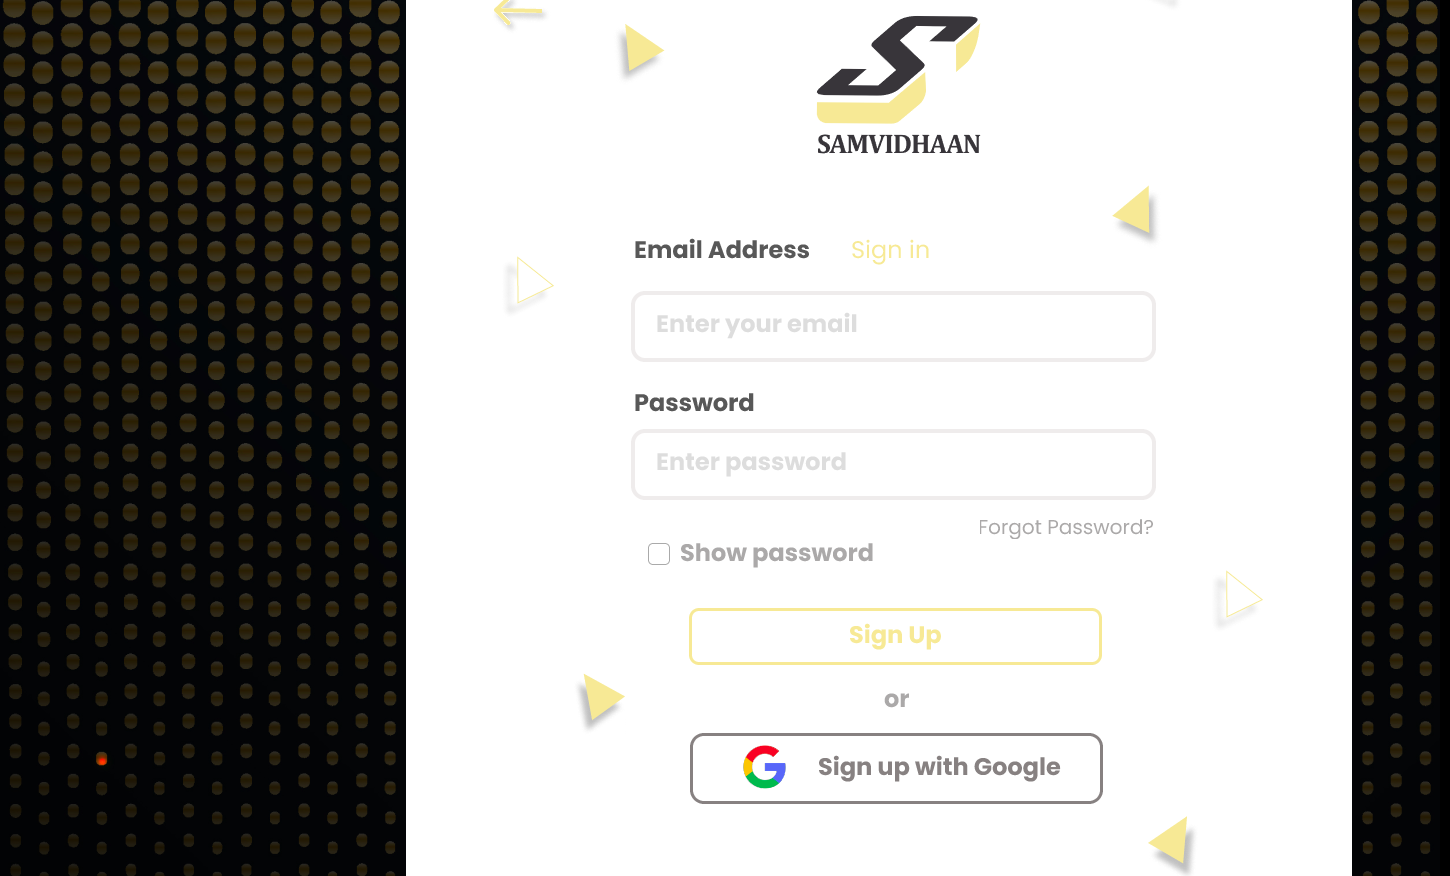 SAMVIDHAAN
Email Address Sign in
Enter your email
Password
Enter password
Forgot Password?
Show password
Sign Up
or
Sign up with Google